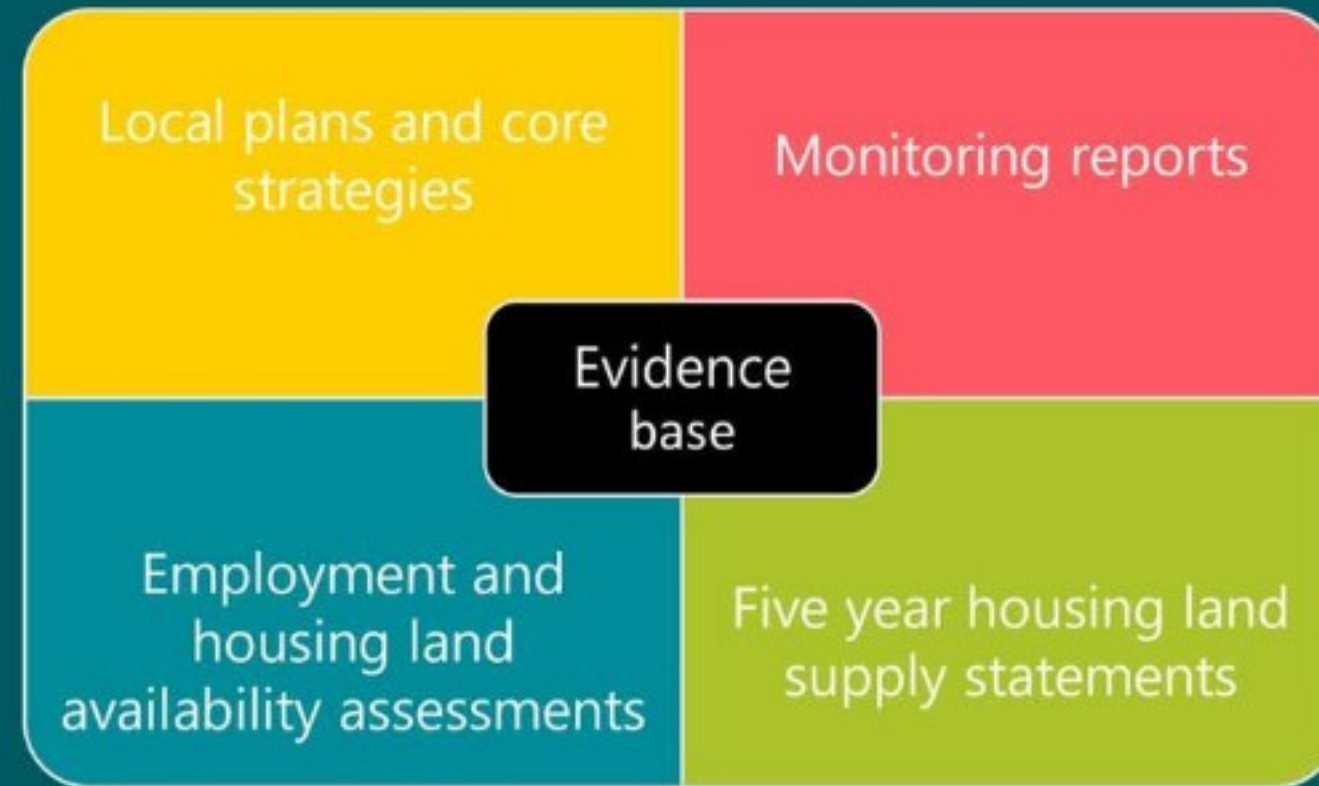 Local plans and core
strategies
Monitoring reports
Evidence
base
Employment and
housing land
availability assessments
Five year housing land
supply statements